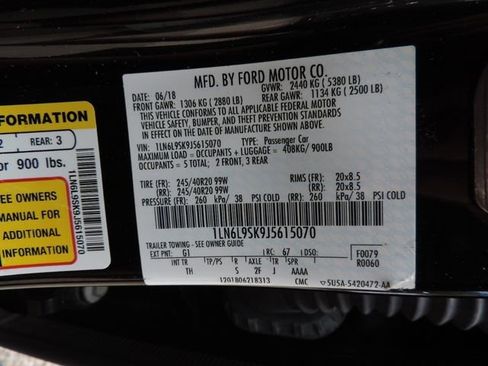 INFORMATION
2 REAR: 3
or 900 lbs.
SEE OWNERS
MANUAL FOR
ADDITIONAL
INFORMATION
1LN6L9SK9J5615070
MFD. BY FORD MOTOR CO.
06/18 GVWR: 2440 KG ( 5380 LB)
FRONT GAWR: 1306 KG ( 2880 LB) REAR GAWR: 1134 KG ( 2500 LB)
THIS VEHICLE CONFORMS TO ALL APPLICABLE FEDERAL MOTOR
VEHICLE SAFETY, BUMPER, AND THEFT PREVENTION STANDARDS
IN EFFECT ON THE DATE OF MANUFACTURE SHOWN ABOVE.
VIN: 1LN6L9SK9J5615070 Type: Passenger Car
MAXIMUM LOAD = OCCUPANTS + LUGGAGE = 408KG/ 900LB
OCCUPANTS = 5 TOTAL, 2 FRONT, 3 REAR
TIRE (FR): 245/40R20 99W RIMS (FR) 20x8.5
(RR): 245/40R20 99W (RR): 20x8.5
PRESSURE (FR) 260 kPa/ 38 PSI COLD (RR) 260 kPa/ 38 PSI COLD
1LN6L9SK9J5615070
TRAILER TOWING - SEE OWNER GUIDE
EXT PNT: G1 RC: 67 DSO: F0079
INT TR TP/PS R AXLE TR SPR R0060
IT S 2F J AAAA
1201806218313 CMC 5U5A-5420472-AA